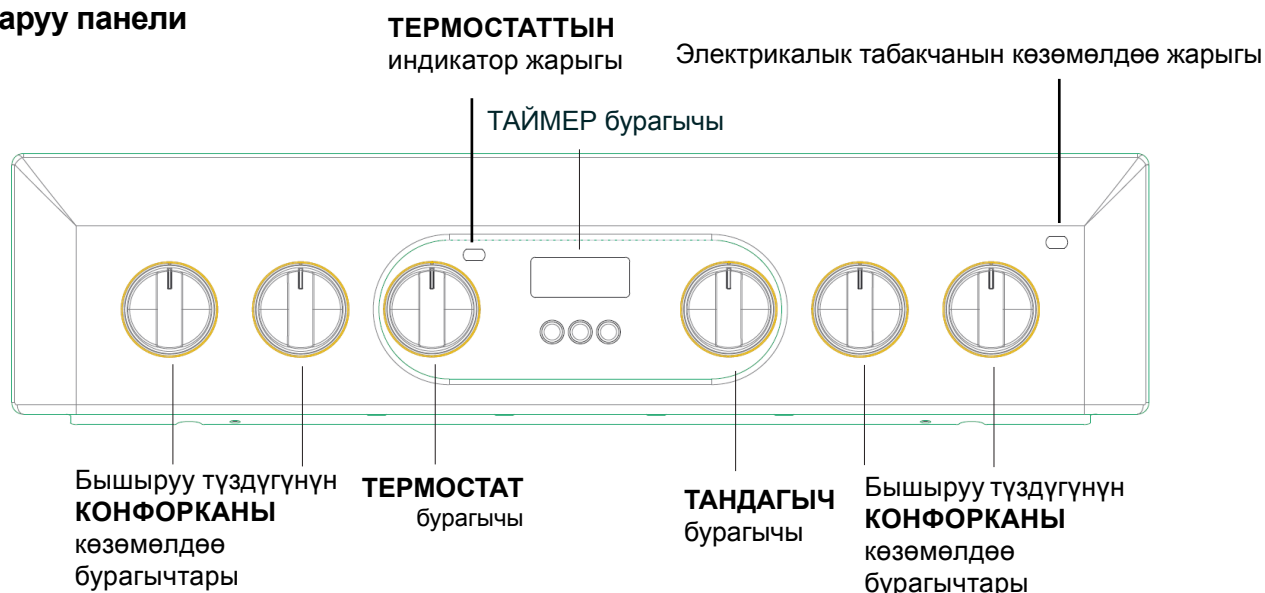 аруу панели
ТЕРМОСТАТТЫН
индикатор жарыгы
Электрикалык табакчанын көзөмөлдөө жарыгы
ТАЙМЕР бурагычы
Бышыруу түздүгүнүн
КОНФОРКАНЫ
көзөмөлдөө
бурагычтары
ТЕРМОСТАТ
бурагычы
ТАНДАГЫЧ
бурагычы
Бышыруу түздүгүнүн
КОНФОРКАНЫ
көзөмөлдөө
бурагычтары